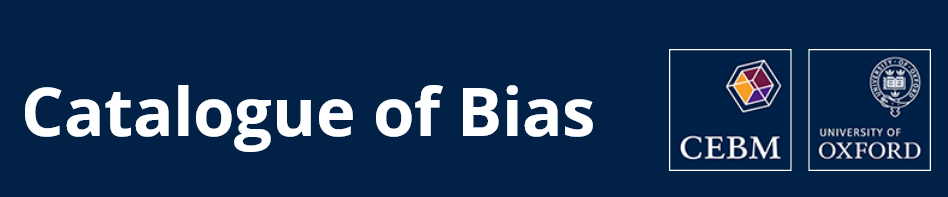 Catalogue of Bias
CEBM
UNIVERSITY OF
OXFORD